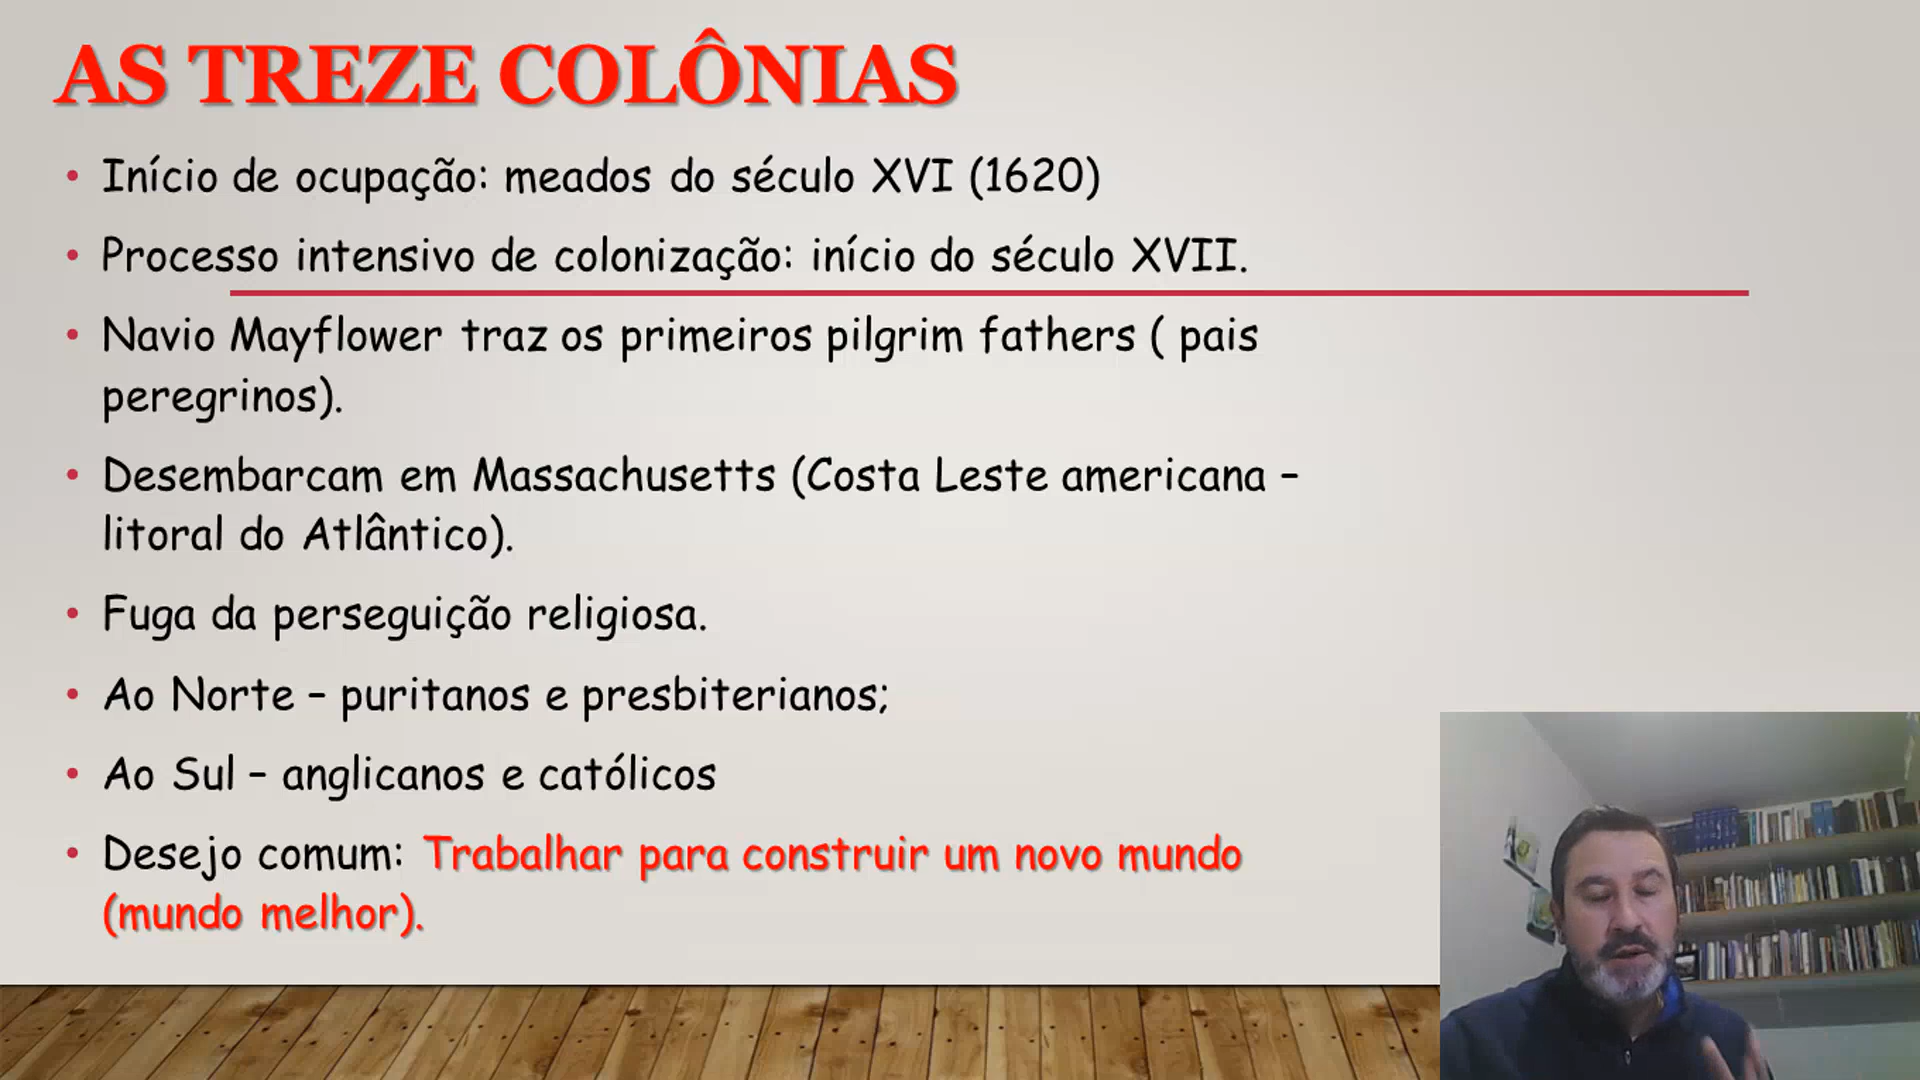 AS TREZE COLÔNIAS
• Início de ocupação: meados do século XVI (1620)
• Processo intensivo de colonização: início do século XVII.
• Navio Mayflower traz os primeiros pilgrim fathers ( pais
peregrinos).
• Desembarcam em Massachusetts (Costa Leste americana –
litoral do Atlântico).
• Fuga da perseguição religiosa.
• Ao Norte – puritanos e presbiterianos;
• Ao Sul – anglicanos e católicos
• Desejo comum: Trabalhar para construir um novo mundo
(mundo melhor).